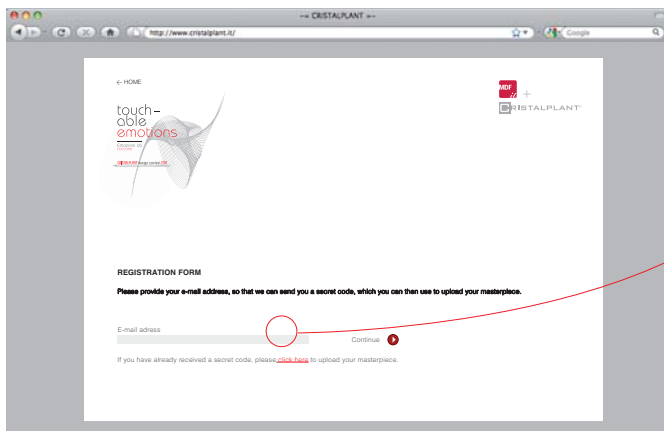 CRISTALPLANT
http://www.cristalplant.it/
Google
← HOME
MDF
+
CRISTALPLANT
touch–
able
emotions
design contest
REGISTRATION FORM
Please provide your e-mail address, so that we can send you a secret code, which you can then use to upload your masterpiece.
E-mail adress
Continue
If you have already received a secret code, please click here to upload your masterpiece.